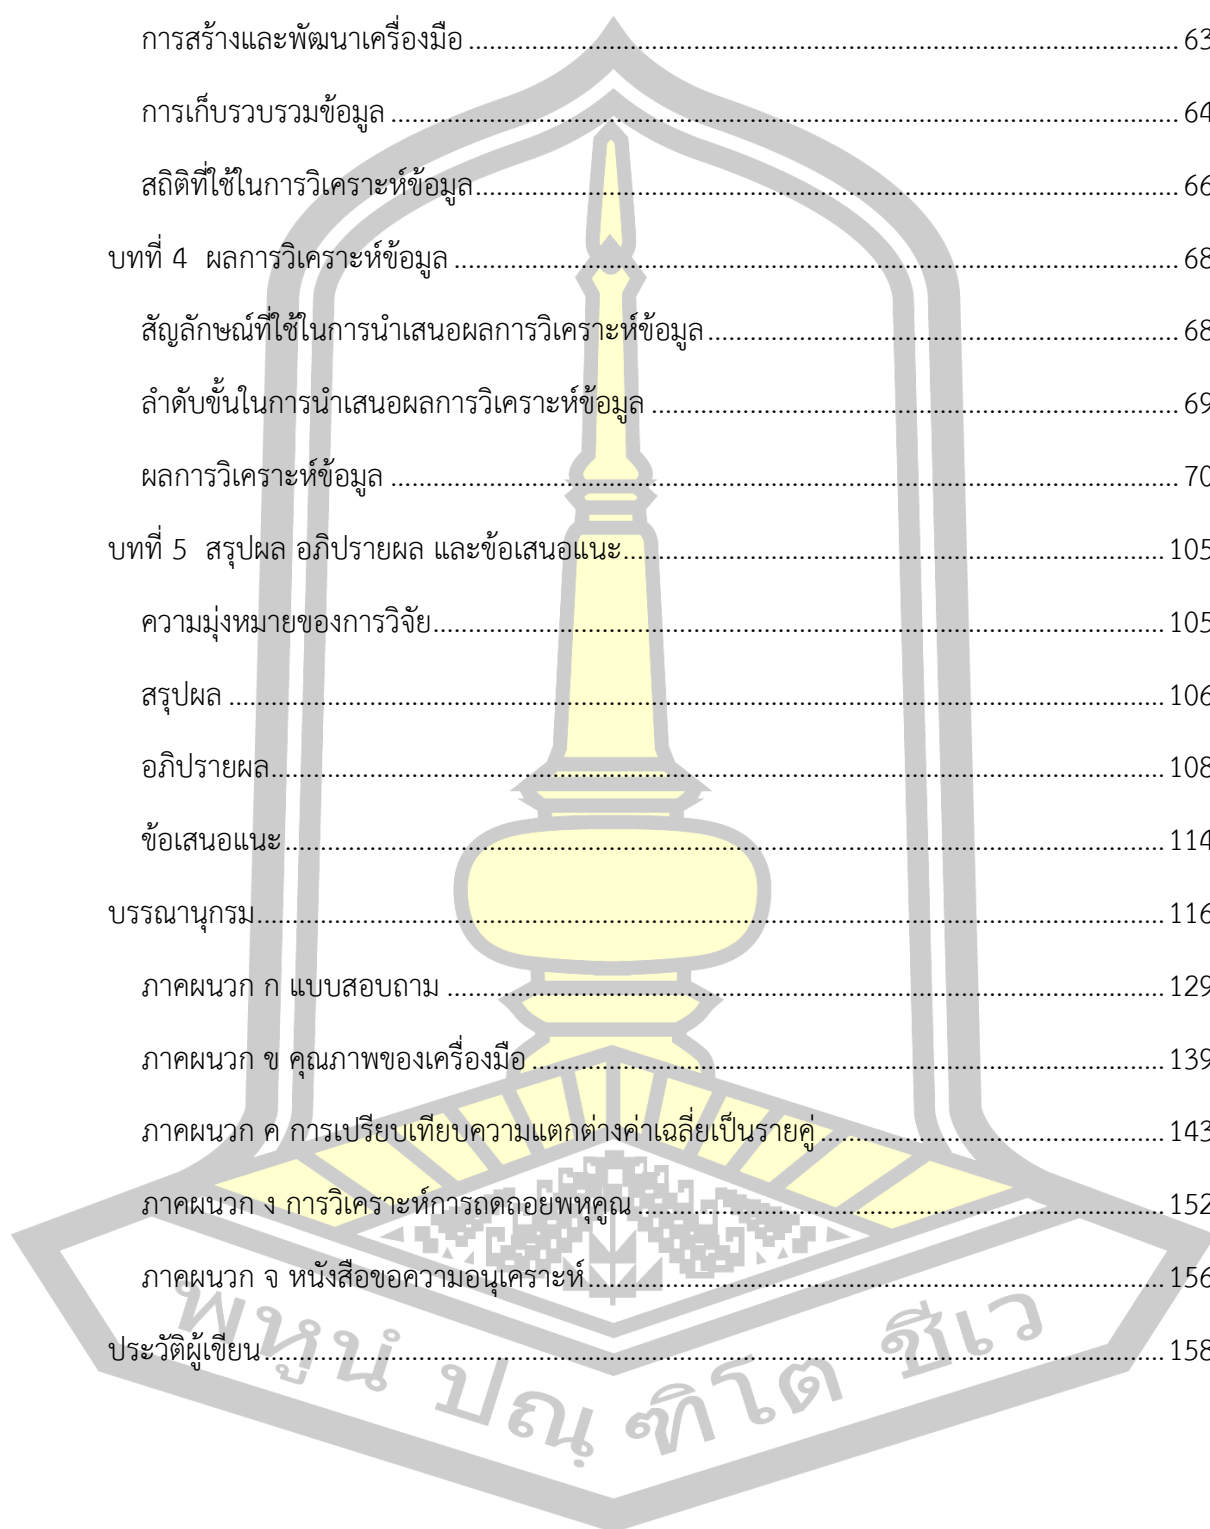 การสร้างและพัฒนาเครื่องมือ ........ 63
การเก็บรวบรวมข้อมูล ........ 64
สถิติที่ใช้ในการวิเคราะห์ข้อมูล ........ 66
บทที่ 4 ผลการวิเคราะห์ข้อมูล ........ 68
สัญลักษณ์ที่ใช้ในการนำเสนอผลการวิเคราะห์ข้อมูล ........ 68
ลำดับขั้นในการนำเสนอผลการวิเคราะห์ข้อมูล ........ 69
ผลการวิเคราะห์ข้อมูล ........ 70
บทที่ 5 สรุปผล อภิปรายผล และข้อเสนอแนะ ........ 105
ความมุ่งหมายของการวิจัย ........ 105
สรุปผล ........ 106
อภิปรายผล ........ 108
ข้อเสนอแนะ ........ 114
บรรณานุกรม ........ 116
ภาคผนวก ก แบบสอบถาม ........ 129
ภาคผนวก ข คุณภาพของเครื่องมือ ........ 139
ภาคผนวก ค การเปรียบเทียบความแตกต่างค่าเฉลี่ยเป็นรายคู่ ........ 143
ภาคผนวก ง การวิเคราะห์การถดถอยพหุคูณ ........ 152
ภาคผนวก จ หนังสือขอความอนุเคราะห์ ........ 156
ประวัติผู้เขียน ........ 158
พหูนํ ปณฺฑิโต ชีเว